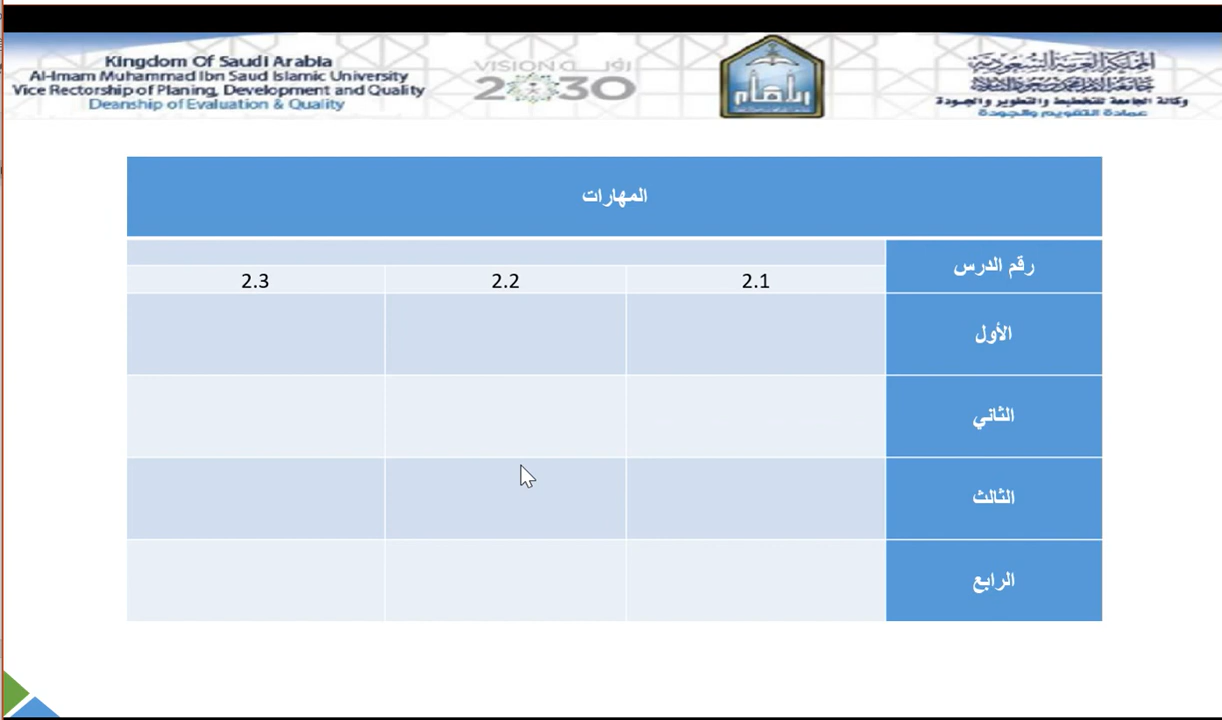 Kingdom Of Saudi Arabia
Al-Imam Muhammad Ibn Saud Islamic University
Vice Rectorship of Planing, Development and Quality
Deanship of Evaluation & Quality
VISION رؤية
2030
المملكة العربية السعودية
جامعة الإمام محمد بن سعود الإسلامية
وكالة الجامعة للتخطيط والتطوير والجودة
عمادة التقويم والجودة
المهارات
رقم الدرس
2.1 2.2 2.3
الأول
الثاني
الثالث
الرابع